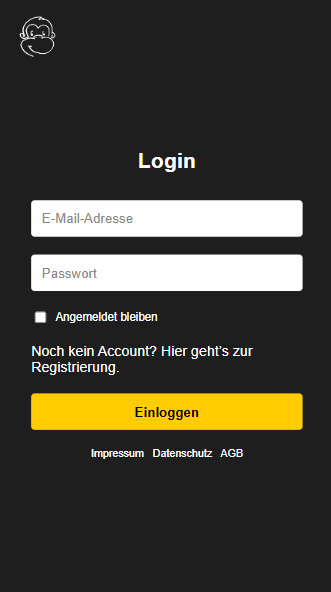 Login
E-Mail-Adresse
Passwort
Angemeldet bleiben
Noch kein Account? Hier geht's zur
Registrierung.
Einloggen
Impressum Datenschutz AGB